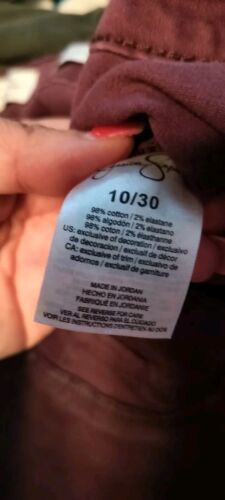 10/30
98% cotton / 2% elastane
98% algodón / 2% elastano
98% coton / 2% élasthanne
US: exclusive of decoration / exclusivo
de decoración / exclusif de décor
CA: exclusive of trim / exclusivo de
adornos / exclusif de garniture
MADE IN JORDAN
HECHO EN JORDANIA
FABRIQUÉ EN JORDANIE
SEE REVERSE FOR CARE
VER AL REVERSO PARA EL CUIDADO
VOIR LES INSTRUCTIONS D'ENTRETIEN AU DOS